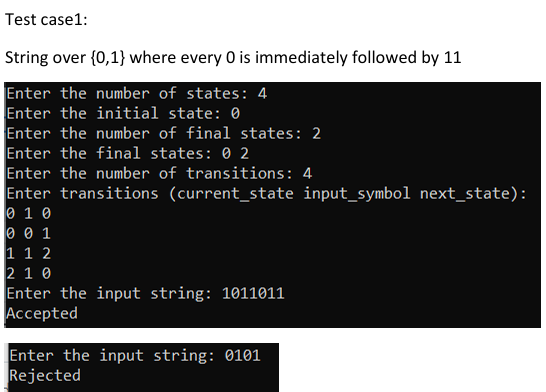 Test case1:
String over {0,1} where every 0 is immediately followed by 11
Enter the number of states: 4
Enter the initial state: 0
Enter the number of final states: 2
Enter the final states: 0 2
Enter the number of transitions: 4
Enter transitions (current_state input_symbol next_state):
0 1 0
0 0 1
1 1 2
2 1 0
Enter the input string: 1011011
Accepted
Enter the input string: 0101
Rejected